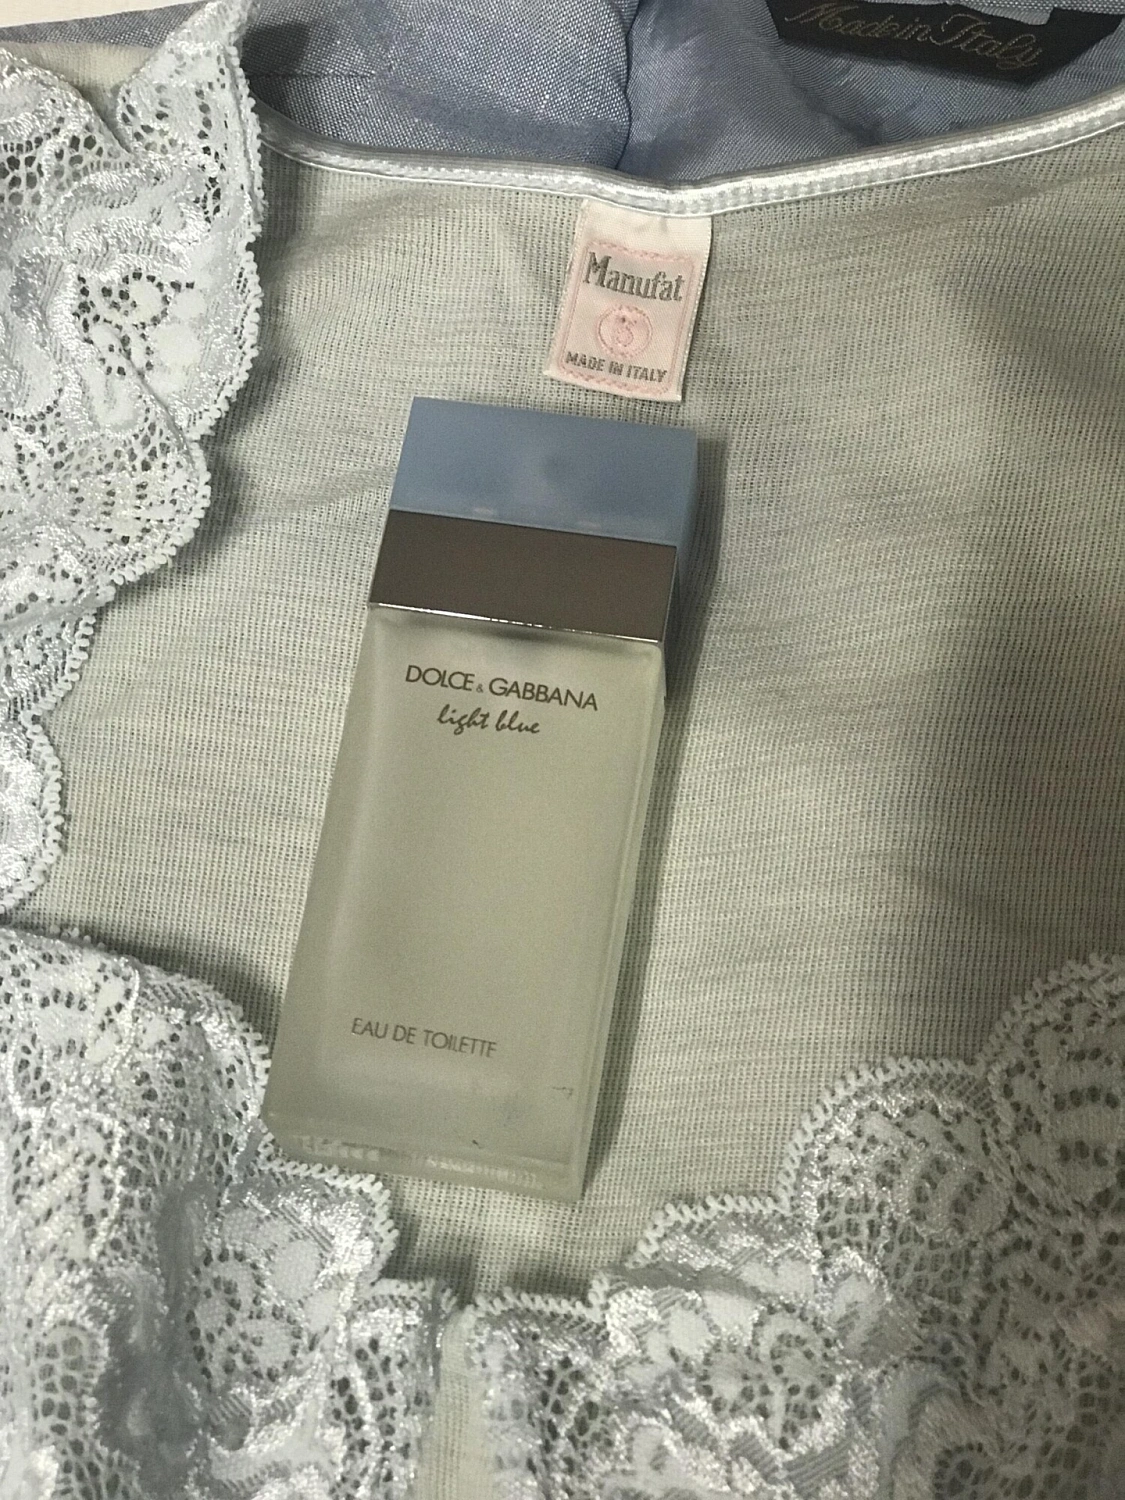 Made in Italy
Manufat
5
MADE IN ITALY
DOLCE & GABBANA
light blue
EAU DE TOILETTE